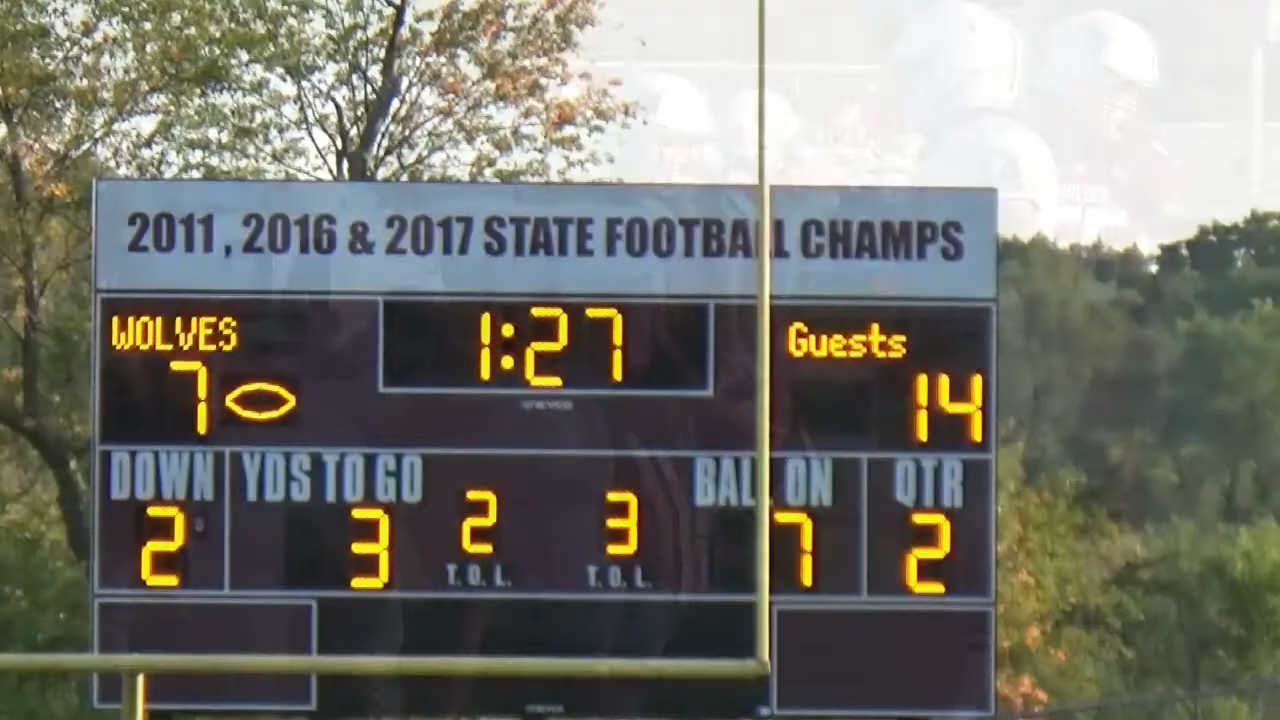 2011, 2016 & 2017 STATE FOOTBALL CHAMPS
WOLVES 1:27 Guests
7 14
DOWN YDS TO GO BALL ON QTR
2 3 2 3 7 2
T. O. L. T. O. L.